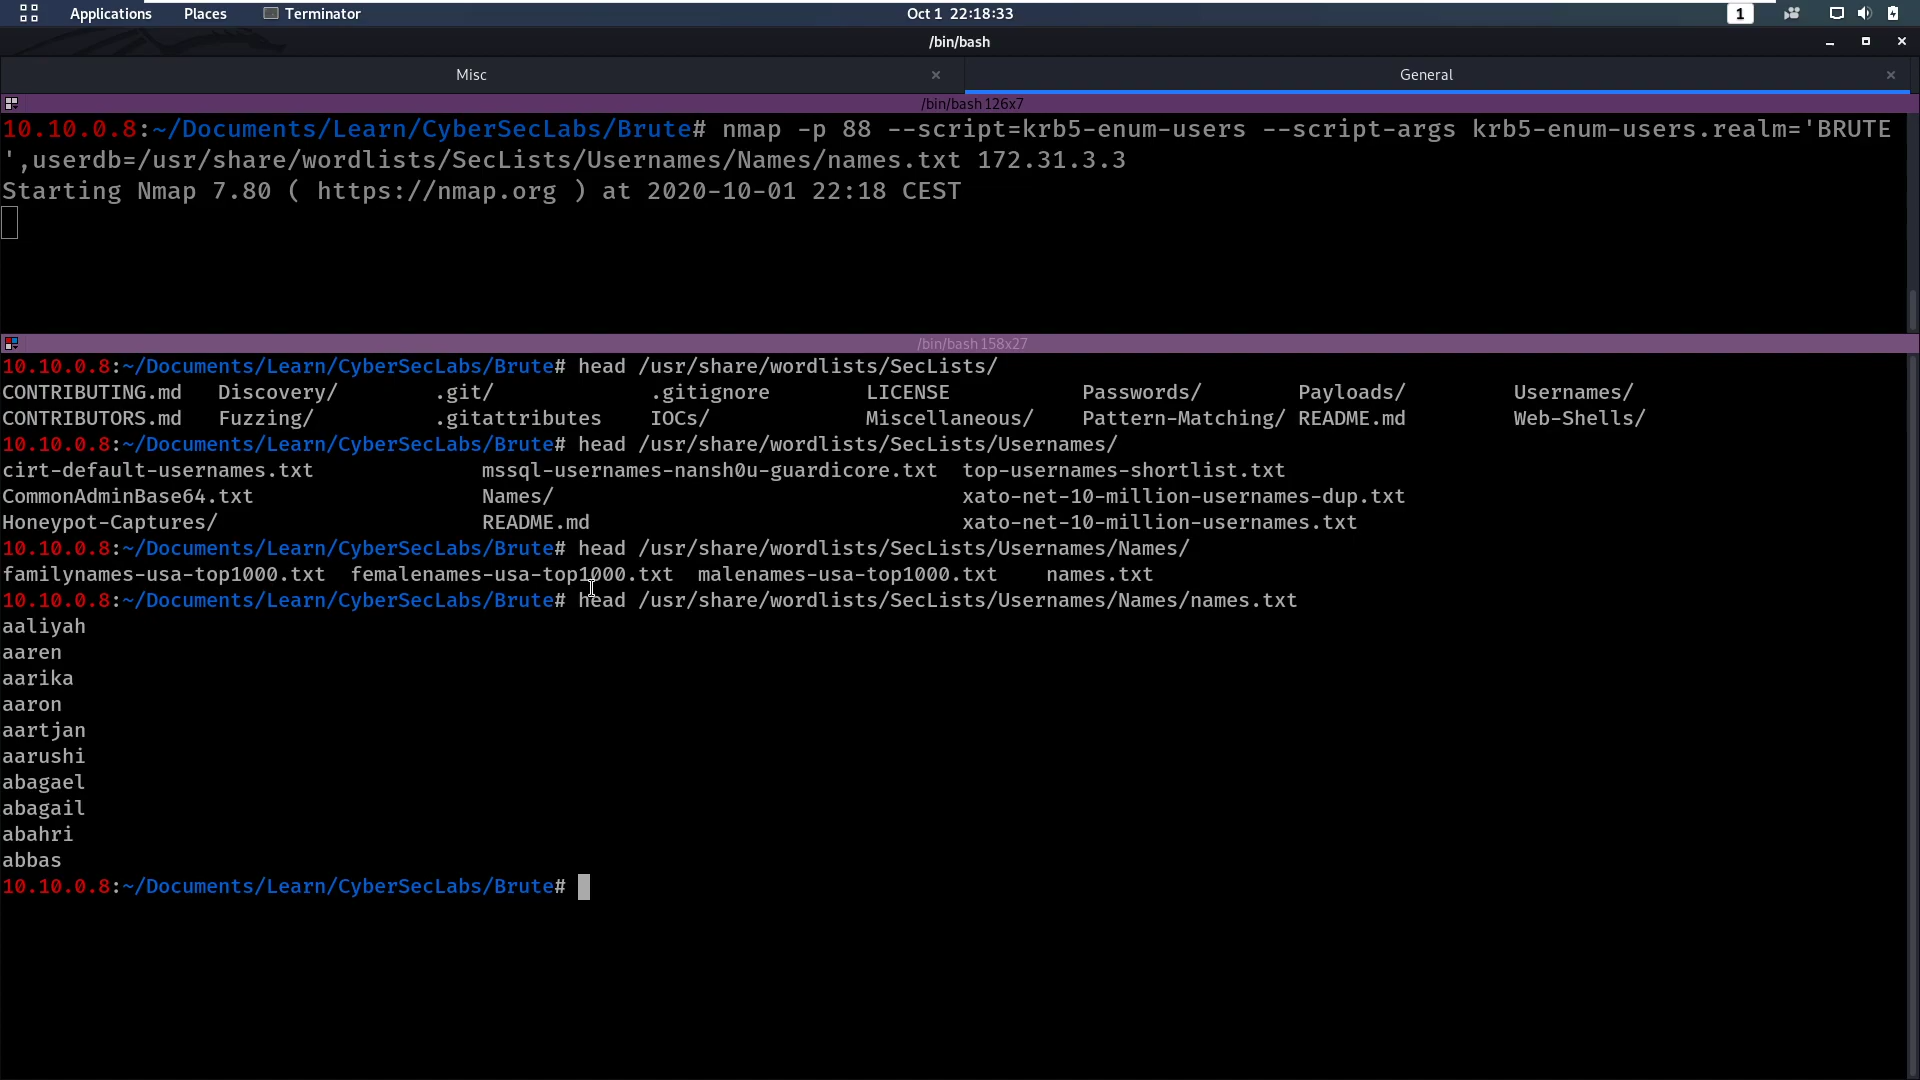 Applications Places Terminator Oct 1 22:18:33 1
/bin/bash
Misc × General ×
/bin/bash 126x7
10.10.0.8:~/Documents/Learn/CyberSecLabs/Brute# nmap -p 88 --script=krb5-enum-users --script-args krb5-enum-users.realm='BRUTE
',userdb=/usr/share/wordlists/SecLists/Usernames/Names/names.txt 172.31.3.3
Starting Nmap 7.80 ( https://nmap.org ) at 2020-10-01 22:18 CEST
/bin/bash 158x27
10.10.0.8:~/Documents/Learn/CyberSecLabs/Brute# head /usr/share/wordlists/SecLists/
CONTRIBUTING.md Discovery/ .git/ .gitignore LICENSE Passwords/ Payloads/ Usernames/
CONTRIBUTORS.md Fuzzing/ .gitattributes IOCs/ Miscellaneous/ Pattern-Matching/ README.md Web-Shells/
10.10.0.8:~/Documents/Learn/CyberSecLabs/Brute# head /usr/share/wordlists/SecLists/Usernames/
cirt-default-usernames.txt mssql-usernames-nansh0u-guardicore.txt top-usernames-shortlist.txt
CommonAdminBase64.txt Names/ xato-net-10-million-usernames-dup.txt
Honeypot-Captures/ README.md xato-net-10-million-usernames.txt
10.10.0.8:~/Documents/Learn/CyberSecLabs/Brute# head /usr/share/wordlists/SecLists/Usernames/Names/
familynames-usa-top1000.txt femalenames-usa-top1000.txt malenames-usa-top1000.txt names.txt
10.10.0.8:~/Documents/Learn/CyberSecLabs/Brute# head /usr/share/wordlists/SecLists/Usernames/Names/names.txt
aaliyah
aaren
aarika
aaron
aartjan
aarushi
abagael
abagail
abahri
abbas
10.10.0.8:~/Documents/Learn/CyberSecLabs/Brute#